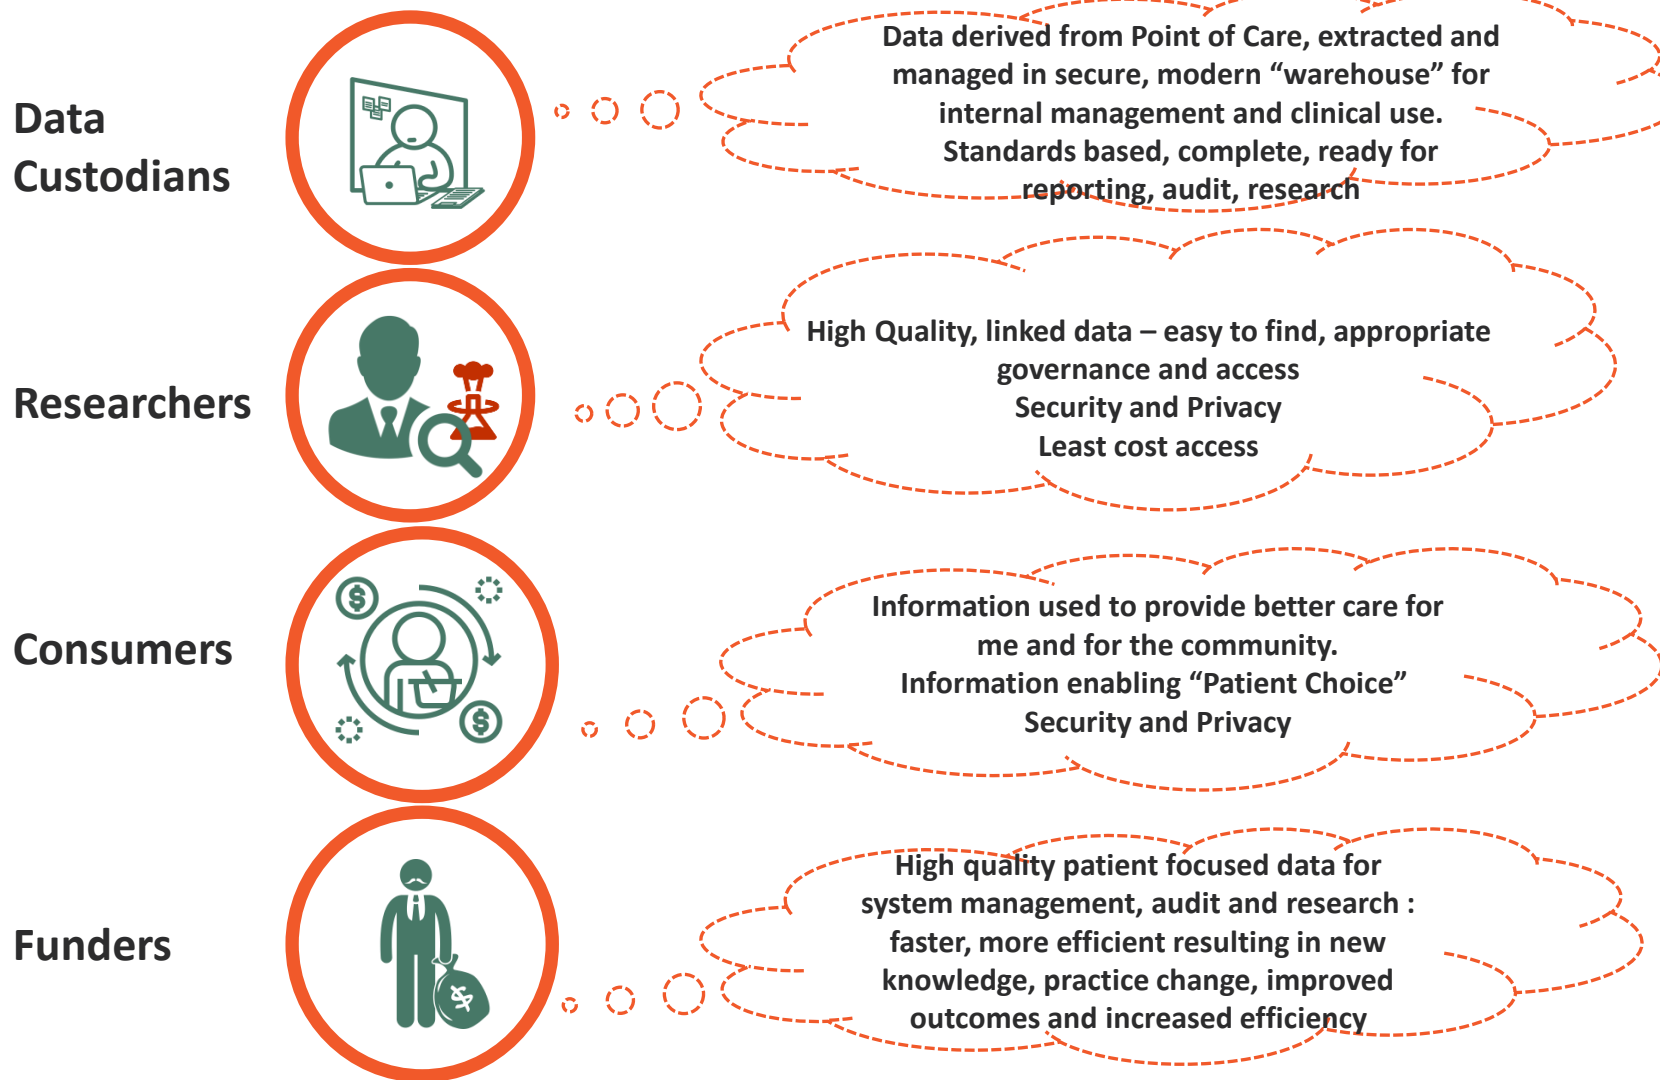 Data
Custodians
Data derived from Point of Care, extracted and
managed in secure, modern “warehouse” for
internal management and clinical use.
Standards based, complete, ready for
reporting, audit, research
Researchers
High Quality, linked data – easy to find, appropriate
governance and access
Security and Privacy
Least cost access
Consumers
$
$
Information used to provide better care for
me and for the community.
Information enabling “Patient Choice”
Security and Privacy
Funders
$
High quality patient focused data for
system management, audit and research :
faster, more efficient resulting in new
knowledge, practice change, improved
outcomes and increased efficiency